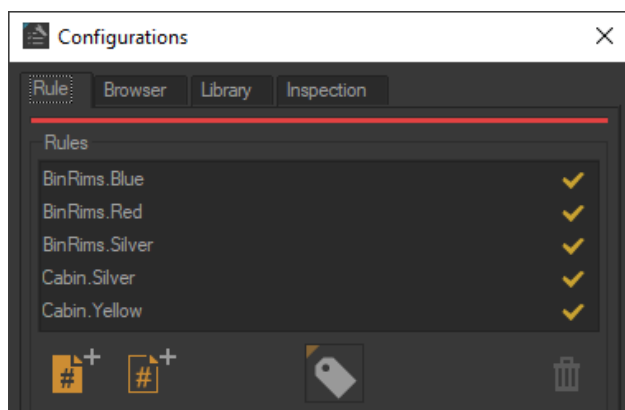 Configurations
Rule Browser Library Inspection
Rules
BinRims.Blue
BinRims.Red
BinRims.Silver
Cabin.Silver
Cabin.Yellow
#+ #+